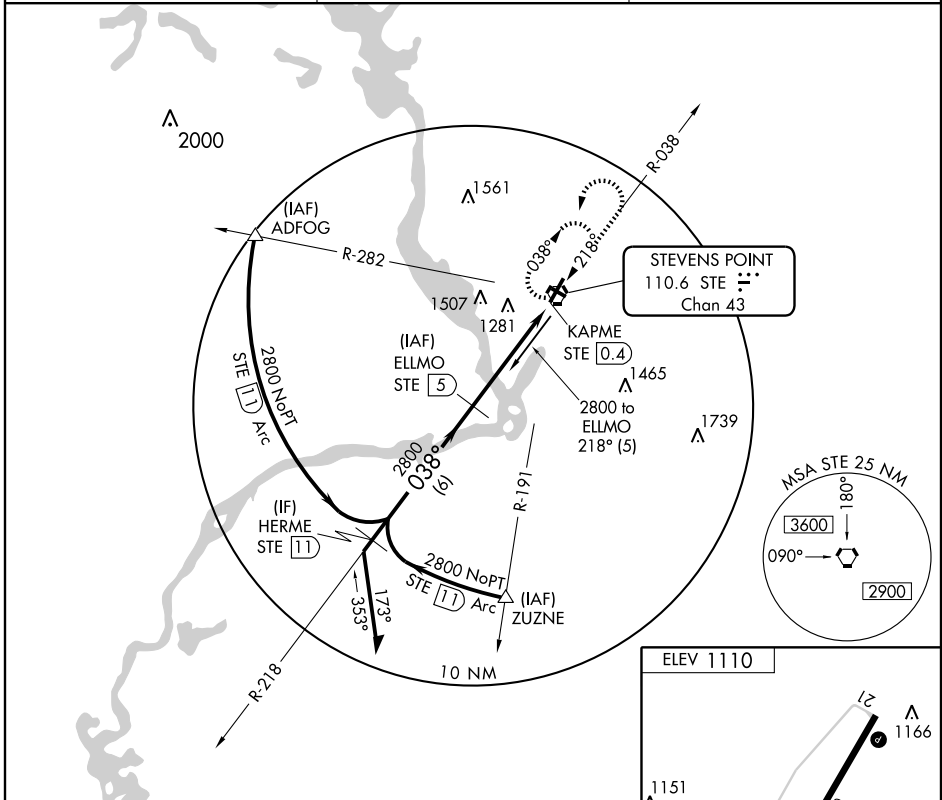 2000
1561
R-038
(IAF)
ADFOG
R-282
038°
218°
STEVENS POINT
110.6 STE
Chan 43
1507
1281
KAPME
STE 0.4
(IAF)
ELLMO
STE 5
1465
2800 to
ELLMO
218° (5)
1739
2800 NoPT
STE 11 Arc
2800
038°
(6)
R-191
MSA STE 25 NM
180°
3600
090°
2900
(IF)
HERME
STE 11
2800 NoPT
STE 11 Arc
(IAF)
ZUZNE
353°
173°
R-218
10 NM
ELEV 1110
21
1166
P
1151